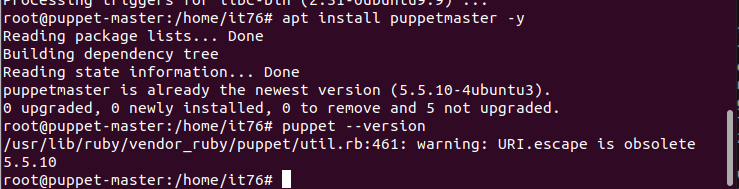 Processing triggers for libc-bin (2.31-0ubuntu9.9) ...
root@puppet-master:/home/it76# apt install puppetmaster -y
Reading package lists... Done
Building dependency tree
Reading state information... Done
puppetmaster is already the newest version (5.5.10-4ubuntu3).
0 upgraded, 0 newly installed, 0 to remove and 5 not upgraded.
root@puppet-master:/home/it76# puppet --version
/usr/lib/ruby/vendor_ruby/puppet/util.rb:461: warning: URI.escape is obsolete
5.5.10
root@puppet-master:/home/it76#